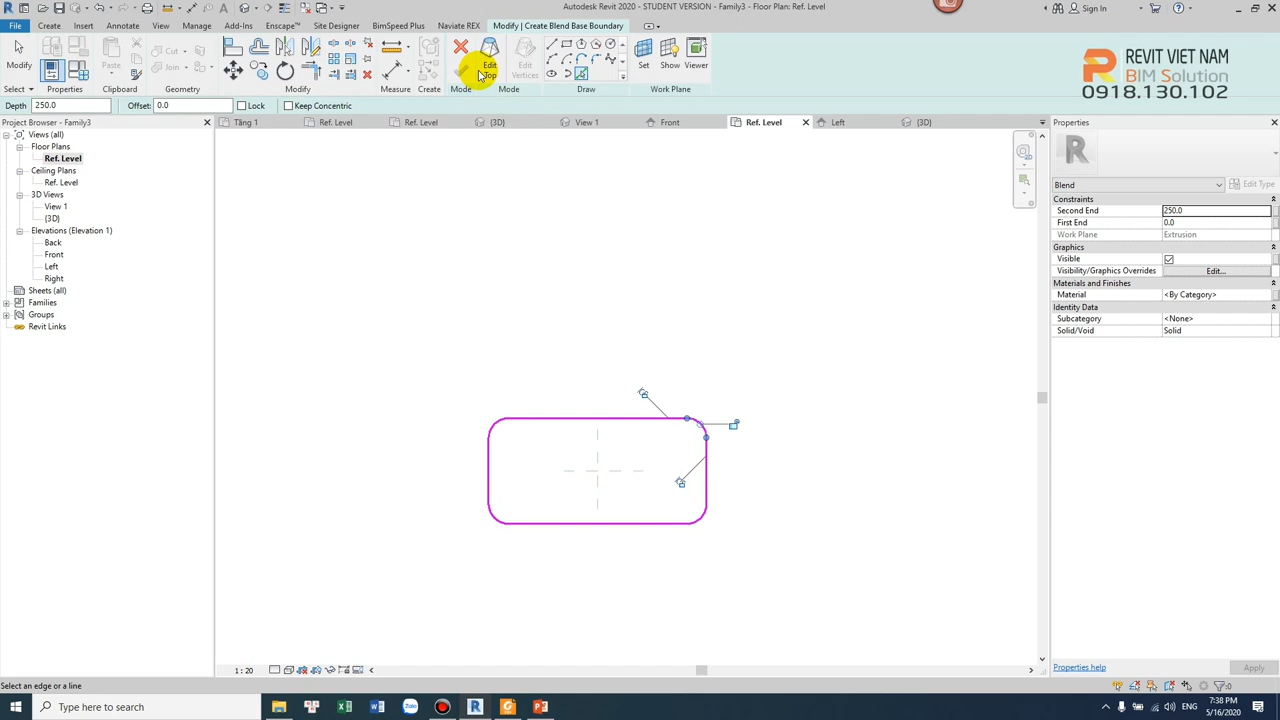 Autodesk Revit 2020 - STUDENT VERSION - Family3 - Floor Plan: Ref. Level
Sign In
File Create Insert Annotate View Manage Add-Ins Enscape™ Site Designer BimSpeed Plus Naviate REX Modify | Create Blend Base Boundary
Modify
Paste
Cut
Join
Edit
Top
Edit
Vertices
Set Show Viewer
Select Properties Clipboard Geometry Modify Measure Create Mode Mode Draw Work Plane
REVIT VIET NAM
BIM Solution
0918.130.102
Depth 250.0 Offset: 0.0 Lock Keep Concentric
Project Browser - Family3
Tầng 1 Ref. Level Ref. Level {3D} View 1 Front Ref. Level Left {3D}
Properties
Views (all)
Floor Plans
Ref. Level
Ceiling Plans
Ref. Level
3D Views
View 1
{3D}
Elevations (Elevation 1)
Back
Front
Left
Right
Sheets (all)
Families
Groups
Revit Links
2D
R
Blend Edit Type
Constraints
Second End 250.0
First End 0.0
Work Plane Extrusion
Graphics
Visible
Visibility/Graphics Overrides Edit...
Materials and Finishes
Material <By Category>
Identity Data
Subcategory <None>
Solid/Void Solid
1 : 20
Properties help Apply
Select an edge or a line
:0
Type here to search
Zalo
ENG
7:38 PM
5/16/2020